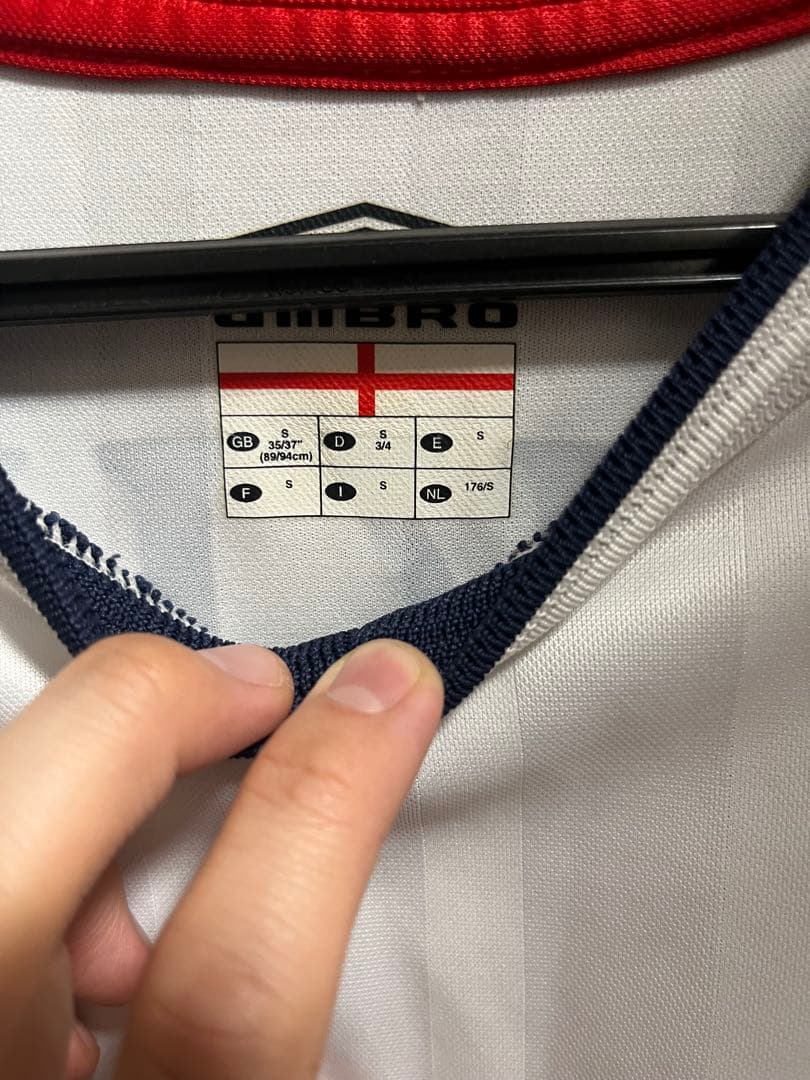 UMBRO
GB S 35/37" (89/94cm)
D S 3/4
E S
F S
I S
NL 176/S